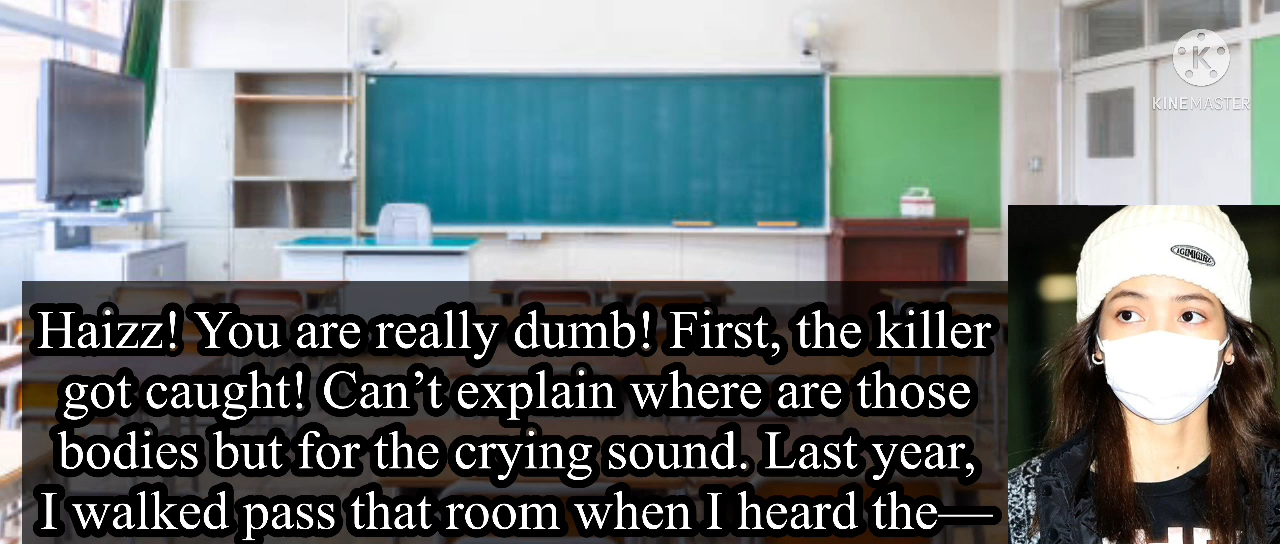 KINEMASTER
Haizz! You are really dumb! First, the killer
got caught! Can’t explain where are those
bodies but for the crying sound. Last year,
I walked pass that room when I heard the—